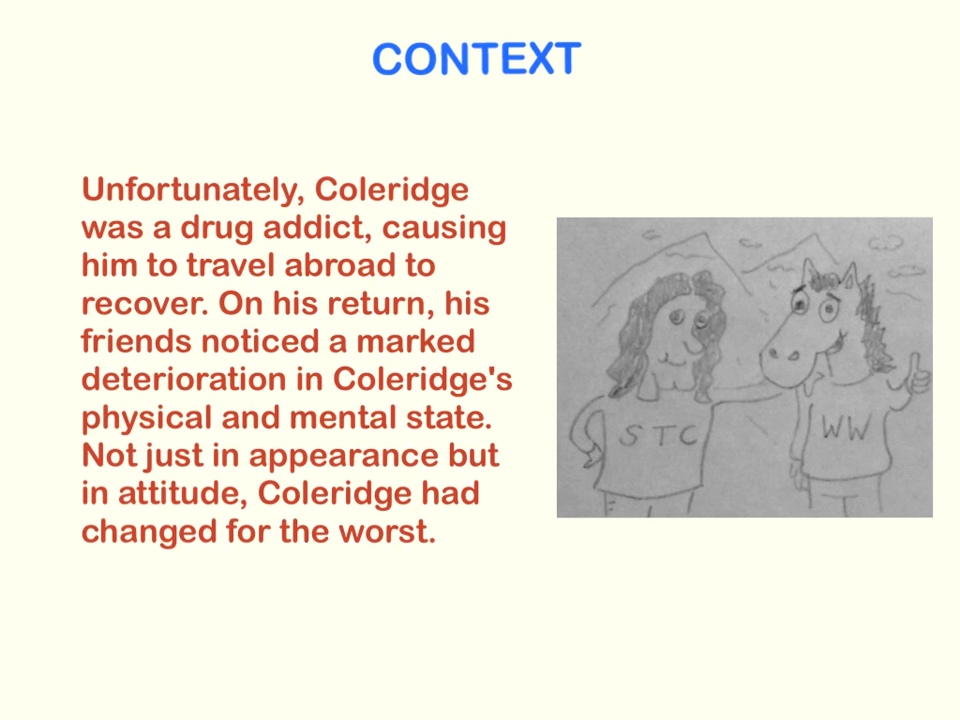 CONTEXT
Unfortunately, Coleridge
was a drug addict, causing
him to travel abroad to
recover. On his return, his
friends noticed a marked
deterioration in Coleridge's
physical and mental state.
Not just in appearance but
in attitude, Coleridge had
changed for the worst.
STC
WW